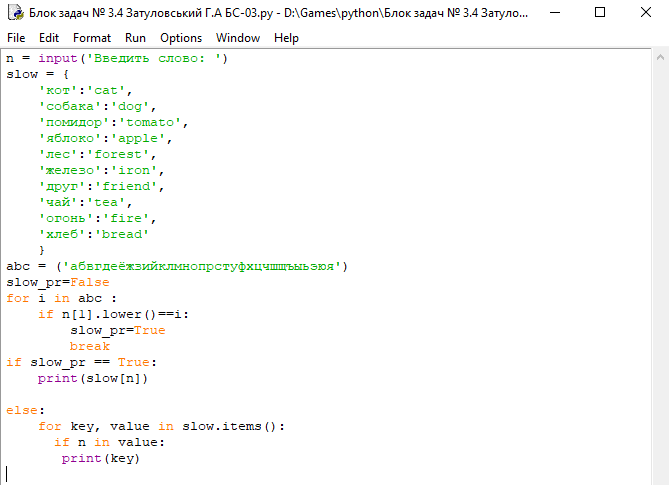 Блок задач № 3.4 Затуловський Г.А БС-03.py - D:\Games\python\Блок задач № 3.4 Затуло...
File Edit Format Run Options Window Help
n = input('Введить слово: ')
slow = {
    'кот':'cat',
    'собака':'dog',
    'помидор':'tomato',
    'яблоко':'apple',
    'лес':'forest',
    'железо':'iron',
    'друг':'friend',
    'чай':'tea',
    'огонь':'fire',
    'хлеб':'bread'
    }
abc = ('абвгдеёжзийклмнопрстуфхцчшщъыьэюя')
slow_pr=False
for i in abc :
    if n[1].lower()==i:
        slow_pr=True
        break
if slow_pr == True:
    print(slow[n])
else:
    for key, value in slow.items():
      if n in value:
       print(key)